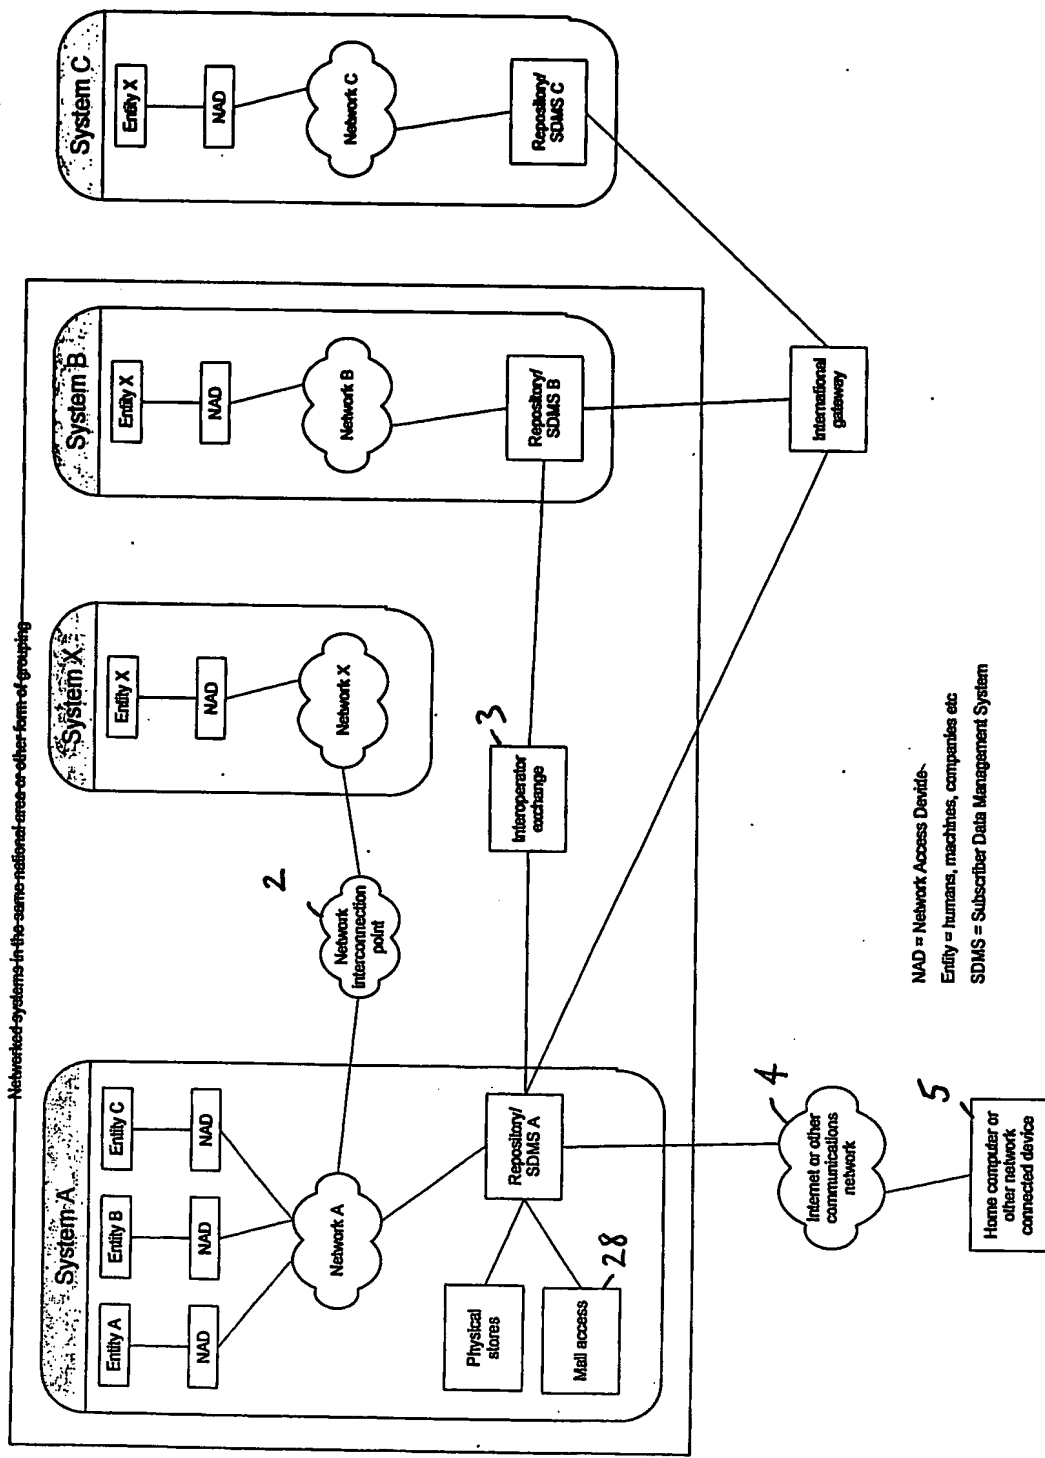 Networked systems in the same national area or other form of grouping
System A
Entity A
Entity B
Entity C
NAD
NAD
NAD
Network A
Physical
stores
Mail access
28
Repository/
SDMS A
Network
interconnection
point
2
System X
Entity X
NAD
Network X
Interoperator
exchange
3
System B
Entity X
NAD
Network B
Repository/
SDMS B
System C
Entity X
NAD
Network C
Repository/
SDMS C
International
gateway
Internet or other
communications
network
4
Home computer or
other network
connected device
5
NAD = Network Access Devide
Entity = humans, machines, companies etc
SDMS = Subscriber Data Management System